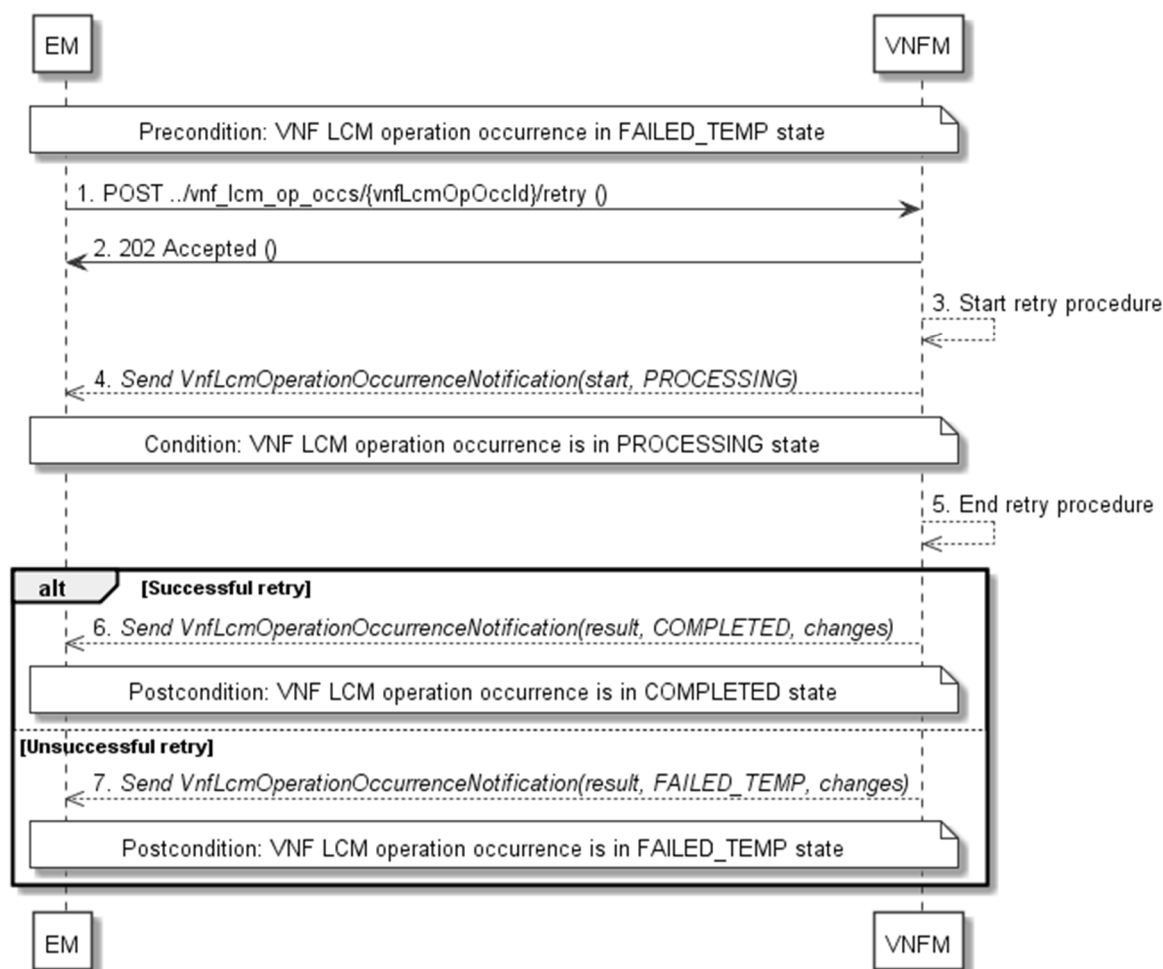 EM
VNFM
Precondition: VNF LCM operation occurrence in FAILED_TEMP state
1. POST ../vnf_lcm_op_occs/{vnfLcmOpOccId}/retry ()
2. 202 Accepted ()
3. Start retry procedure
4. Send VnfLcmOperationOccurrenceNotification(start, PROCESSING)
Condition: VNF LCM operation occurrence is in PROCESSING state
5. End retry procedure
alt [Successful retry]
6. Send VnfLcmOperationOccurrenceNotification(result, COMPLETED, changes)
Postcondition: VNF LCM operation occurrence is in COMPLETED state
[Unsuccessful retry]
7. Send VnfLcmOperationOccurrenceNotification(result, FAILED_TEMP, changes)
Postcondition: VNF LCM operation occurrence is in FAILED_TEMP state
EM
VNFM